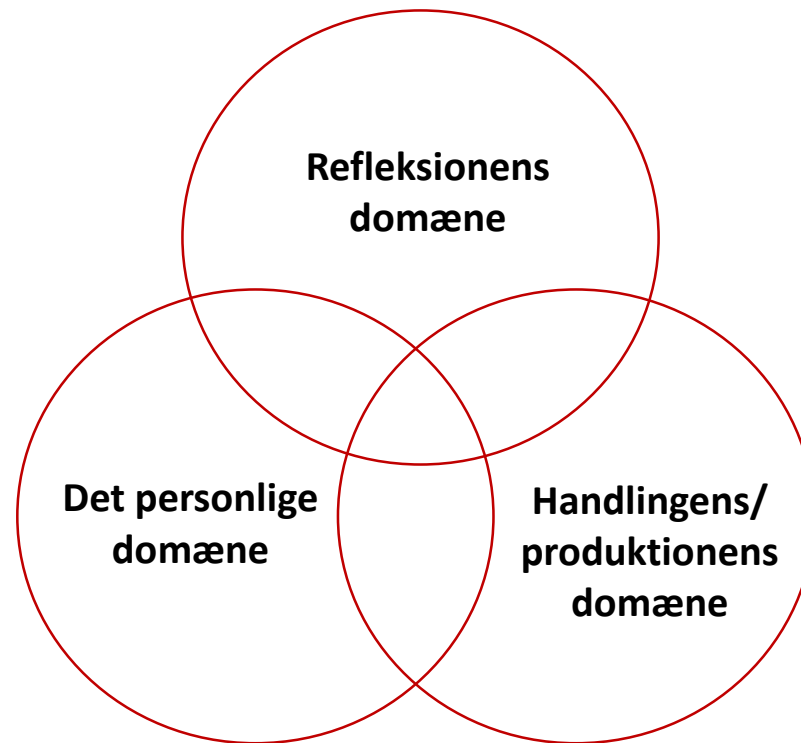 Refleksionens
domæne
Det personlige
domæne
Handlingens/
produktionens
domæne